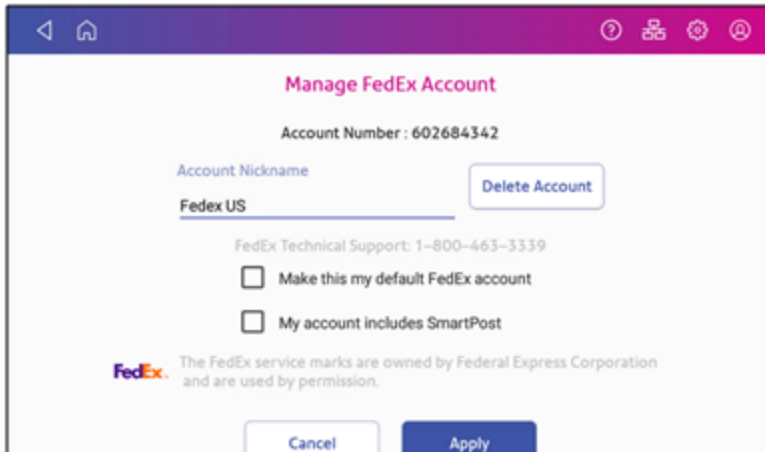 Manage FedEx Account
Account Number : 602684342
Account Nickname
Delete Account
Fedex US
FedEx Technical Support: 1-800-463-3339
Make this my default FedEx account
My account includes SmartPost
FedEx.
The FedEx service marks are owned by Federal Express Corporation
and are used by permission.
Cancel
Apply